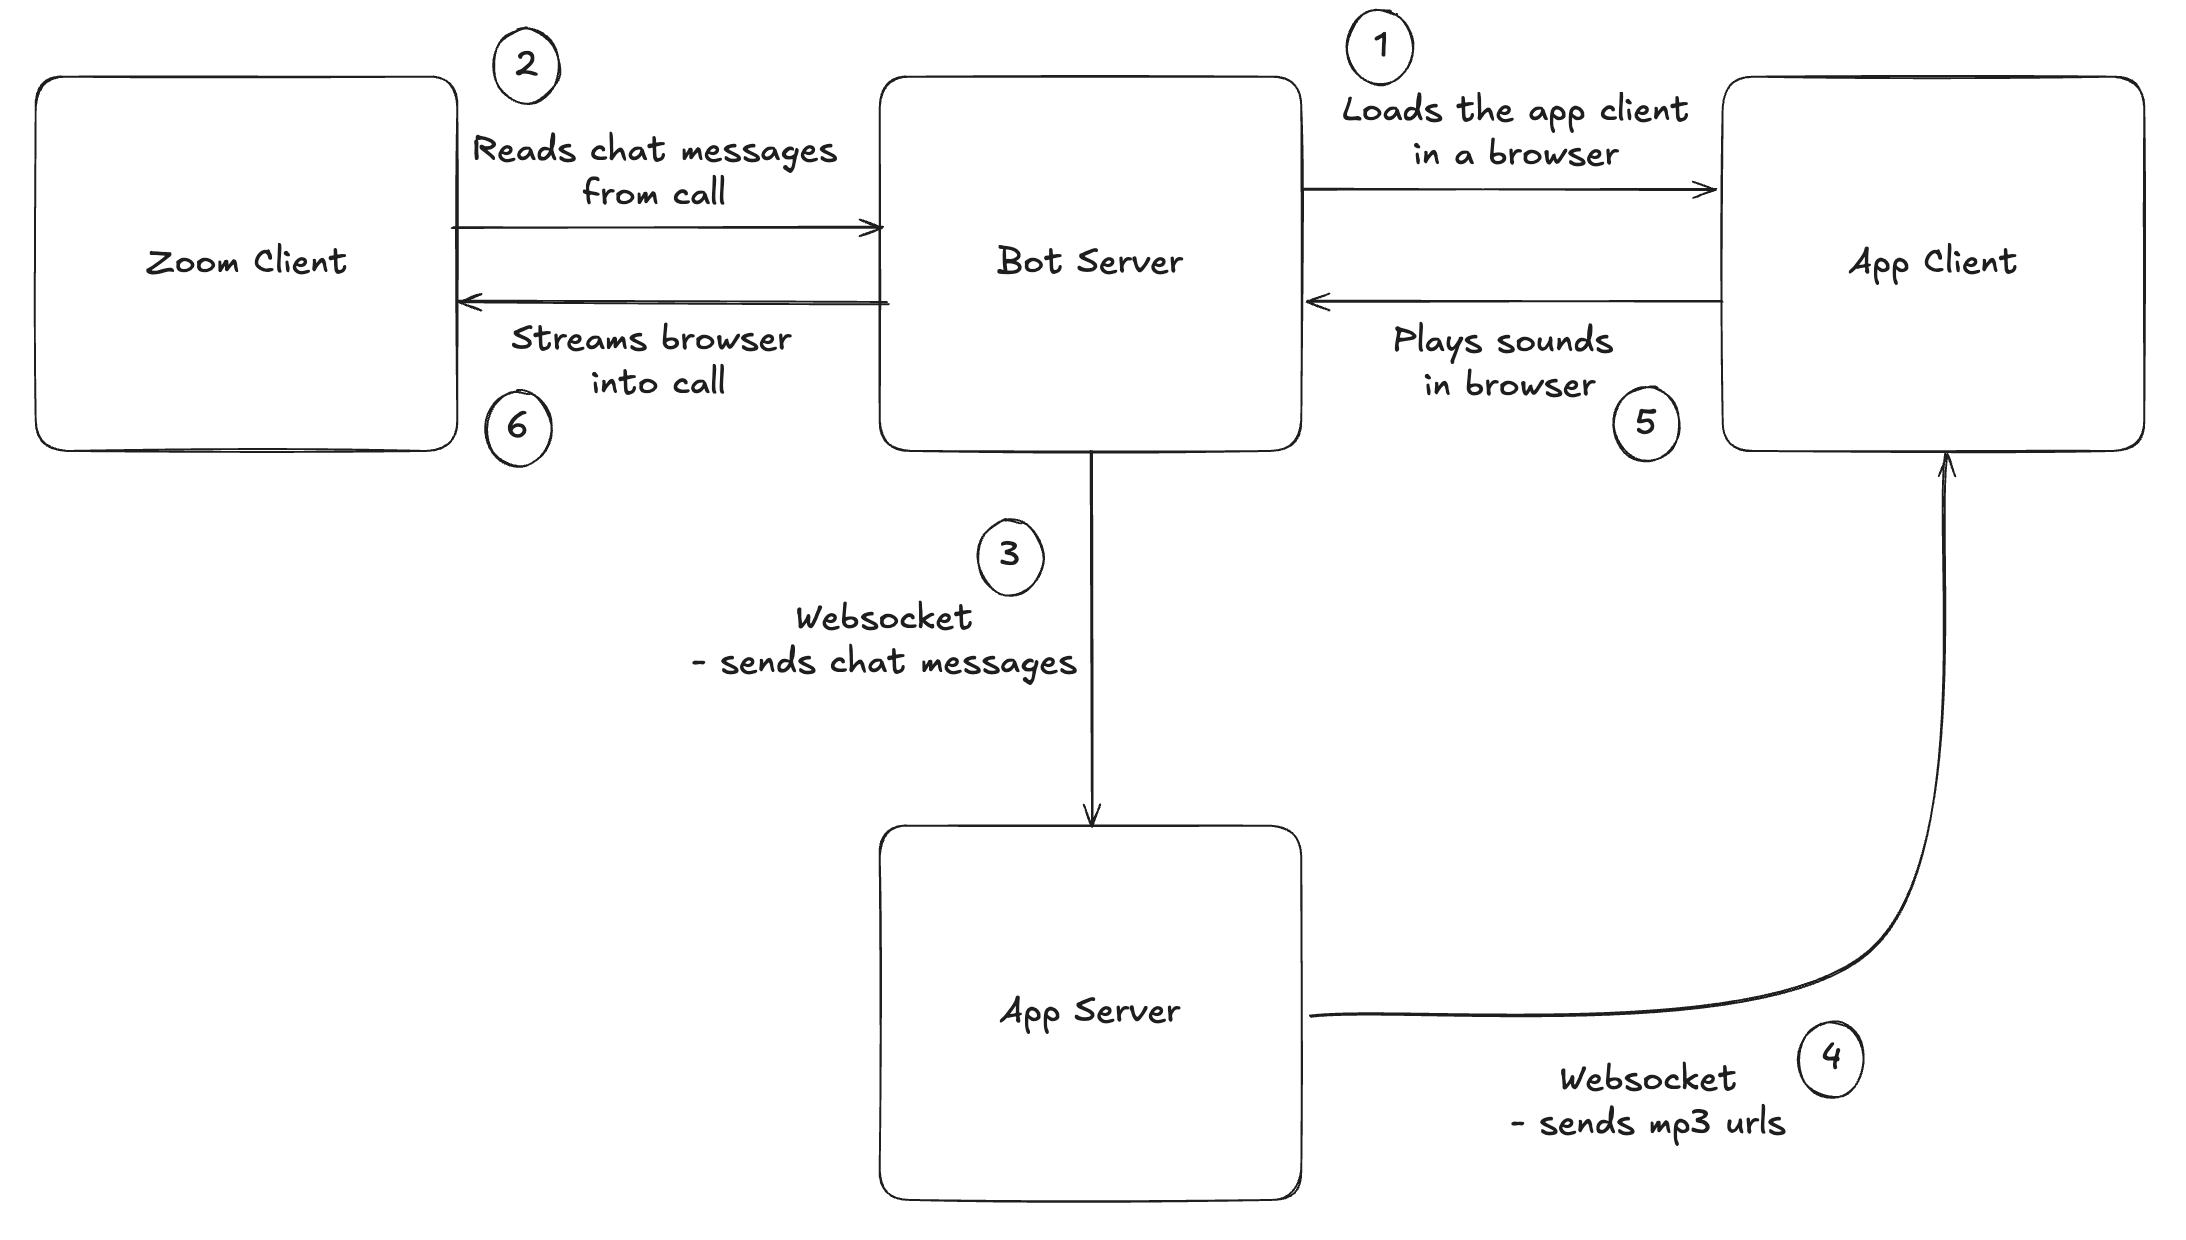 2
1
Reads chat messages
from call
Loads the app client
in a browser
Zoom Client
Bot Server
App Client
Streams browser
into call
6
Plays sounds
in browser
5
3
Websocket
- sends chat messages
App Server
4
Websocket
- sends mp3 urls